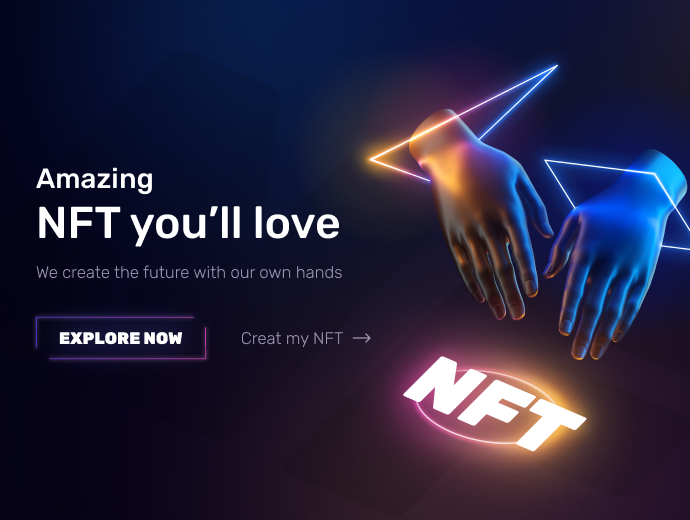 Amazing
NFT you’ll love
We create the future with our own hands
EXPLORE NOW
Creat my NFT →
NFT